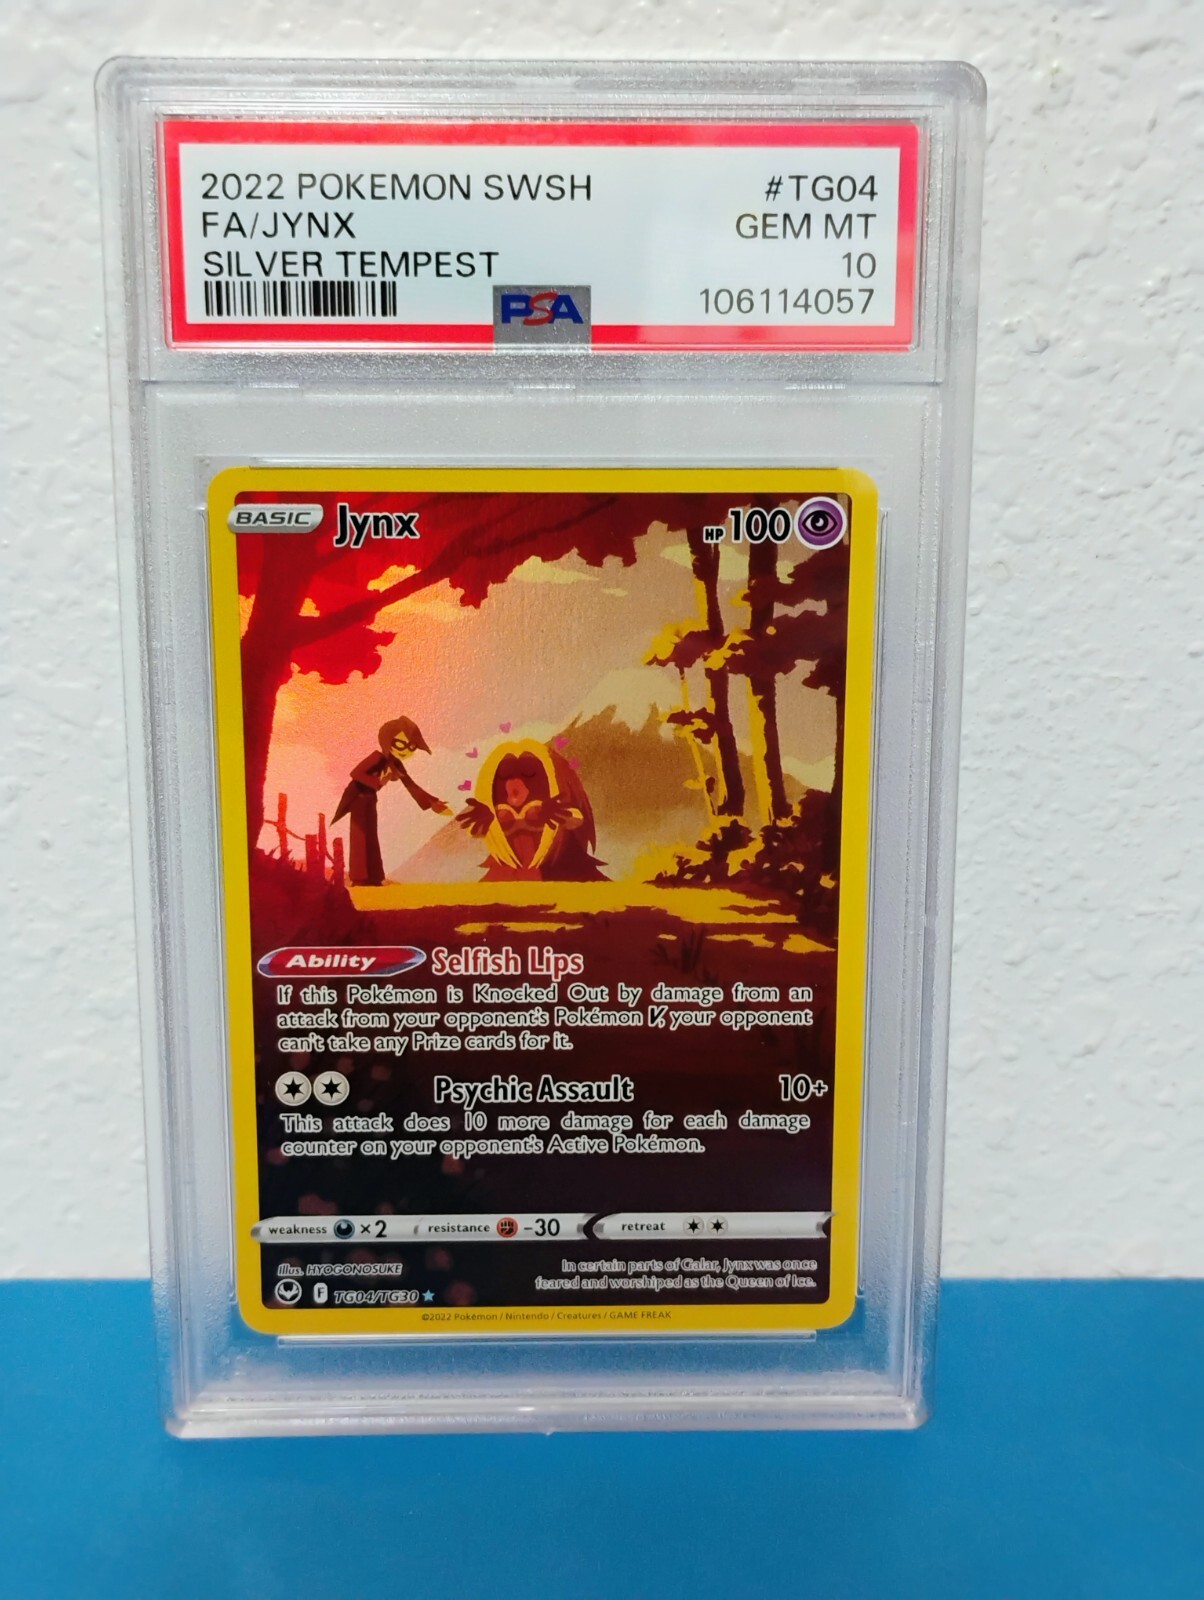 2022 POKEMON SWSH #TG04
FA/JYNX GEM MT
SILVER TEMPEST 10
PSA 106114057
BASIC Jynx HP 100
Ability Selfish Lips
If this Pokémon is Knocked Out by damage from an
attack from your opponent's Pokémon V, your opponent
can't take any Prize cards for it.
Psychic Assault 10+
This attack does 10 more damage for each damage
counter on your opponent's Active Pokémon.
weakness ×2 resistance -30 retreat
Illus. HYOGONOSUKE
In certain parts of Galar, Jynx was once
feared and worshiped as the Queen of Ice.
F TG04/TG30
©2022 Pokémon / Nintendo / Creatures / GAME FREAK